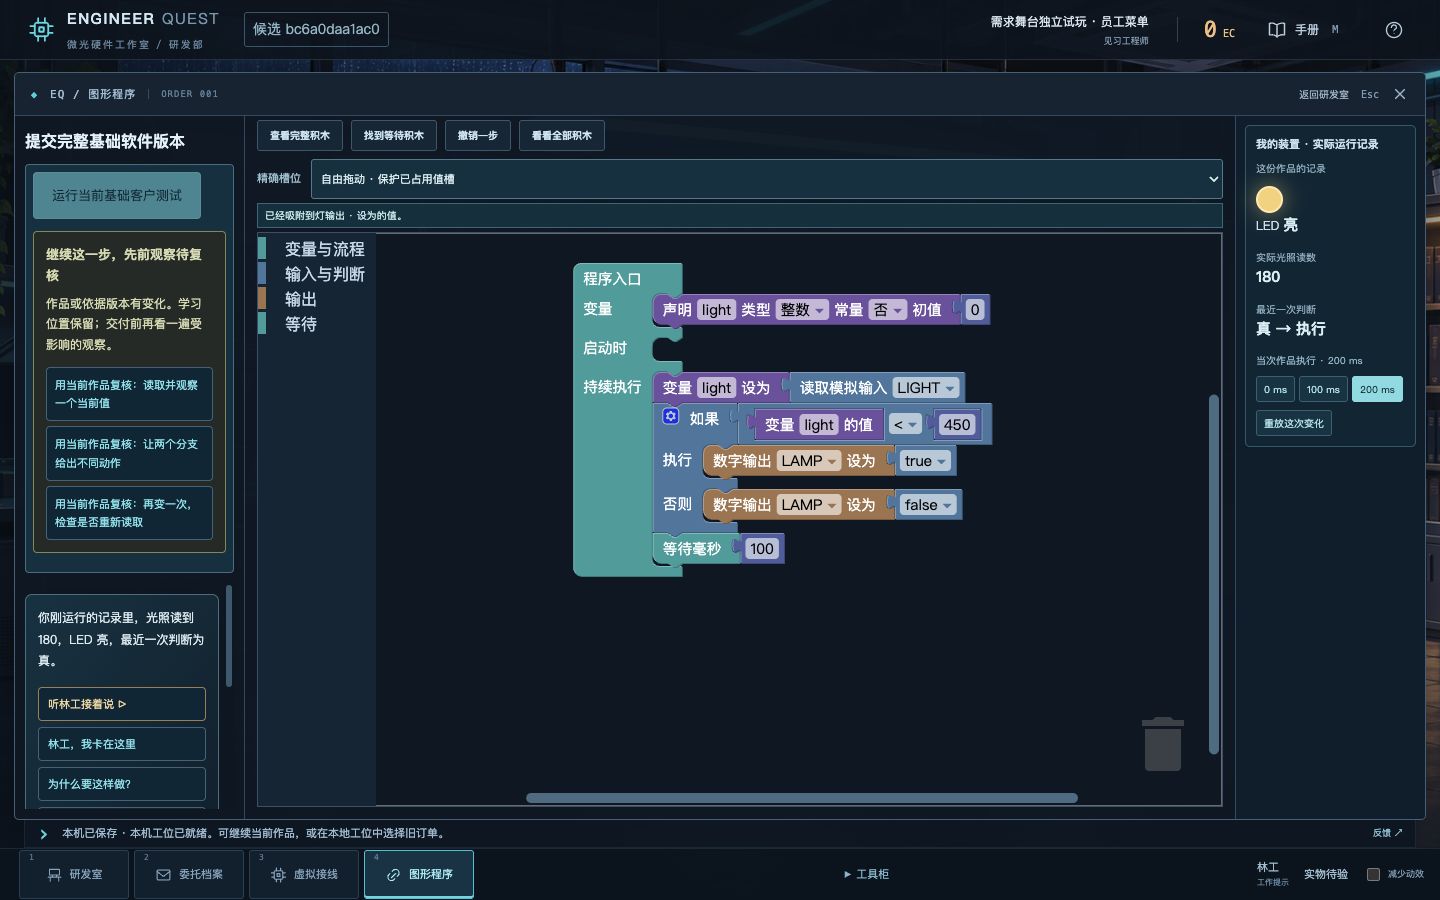 ENGINEER QUEST
微光硬件工作室 / 研发部
候选 bc6a0daa1ac0
需求舞台独立试玩 · 员工菜单
见习工程师
0 EC
手册 M
EQ / 图形程序 ORDER 001
返回研发室 Esc
提交完整基础软件版本
运行当前基础客户测试
继续这一步，先前观察待复核
作品或依据版本有变化。学习位置保留；交付前再看一遍受影响的观察。
用当前作品复核：读取并观察一个当前值
用当前作品复核：让两个分支给出不同动作
用当前作品复核：再变一次，检查是否重新读取
你刚运行的记录里，光照读到 180，LED 亮，最近一次判断为真。
听林工接着说 ▷
林工，我卡在这里
为什么要这样做?
查看完整积木 找到等待积木 撤销一步 看看全部积木
精确槽位 自由拖动 · 保护已占用值槽
已经吸附到灯输出 · 设为的值。
变量与流程
输入与判断
输出
等待
程序入口
变量 声明 light 类型 整数 常量 否 初值 0
启动时
持续执行 变量 light 设为 读取模拟输入 LIGHT
如果 变量 light 的值 < 450
执行 数字输出 LAMP 设为 true
否则 数字输出 LAMP 设为 false
等待毫秒 100
我的装置 · 实际运行记录
这份作品的记录
LED 亮
实际光照读数
180
最近一次判断
真 → 执行
当次作品执行 · 200 ms
0 ms 100 ms 200 ms
重放这次变化
本机已保存 · 本机工位已就绪。可继续当前作品，或在本地工位中选择旧订单。
反馈 ↗
1 研发室
2 委托档案
3 虚拟接线
4 图形程序
▶ 工具柜
林工
工作提示
实物待验
减少动效